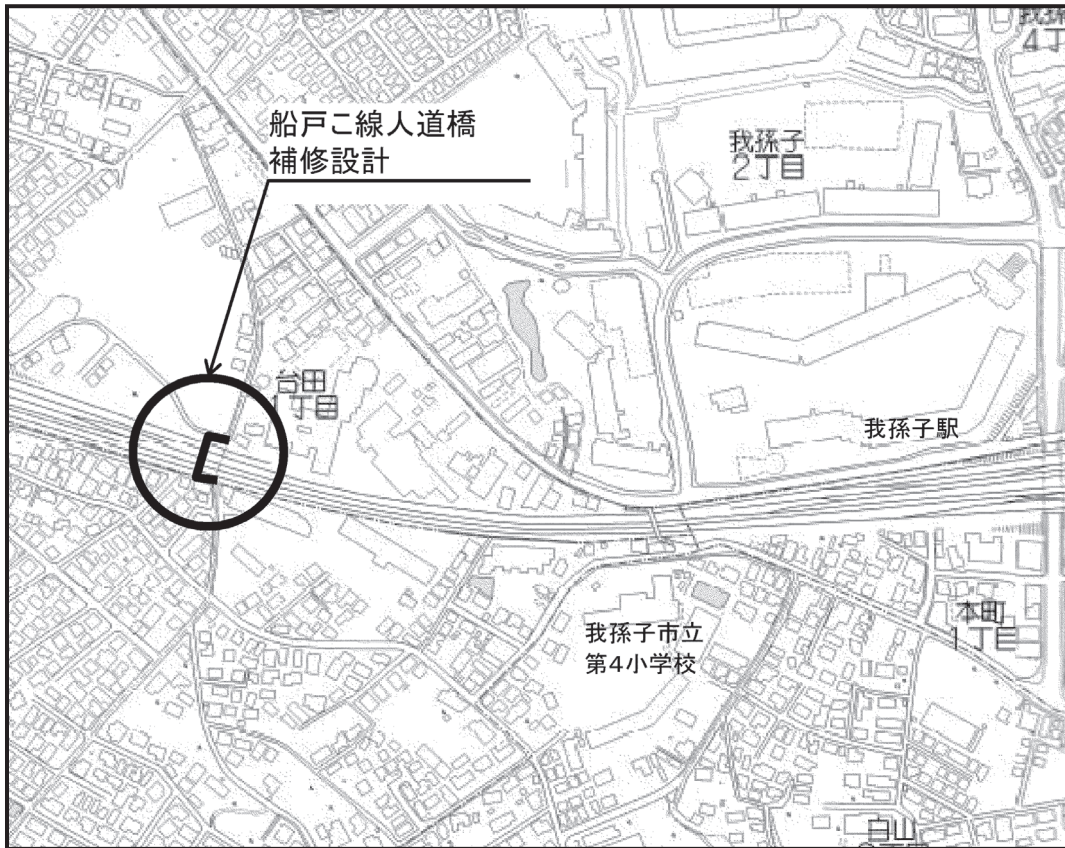 我孫子
4丁
船戸こ線人道橋
補修設計
我孫子
2丁目
台田
1丁目
我孫子駅
我孫子市立
第4小学校
本町
1丁目
白山